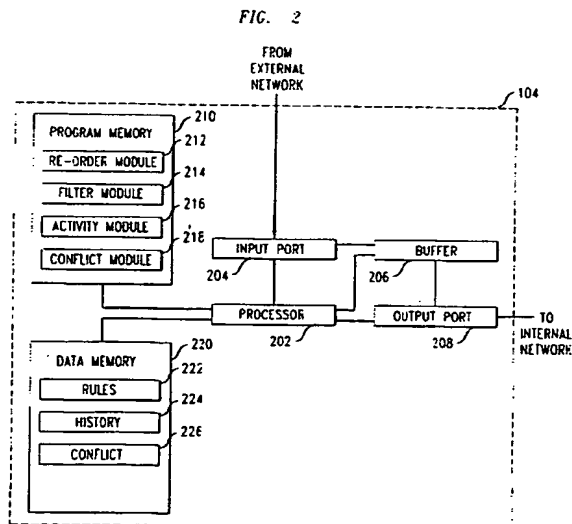 FIG. 2
FROM
EXTERNAL
NETWORK
104
PROGRAM MEMORY
210
212
RE-ORDER MODULE
214
FILTER MODULE
216
ACTIVITY MODULE
218
CONFLICT MODULE
INPUT PORT
204
BUFFER
206
PROCESSOR
202
OUTPUT PORT
208
TO
INTERNAL
NETWORK
DATA MEMORY
220
222
RULES
224
HISTORY
226
CONFLICT